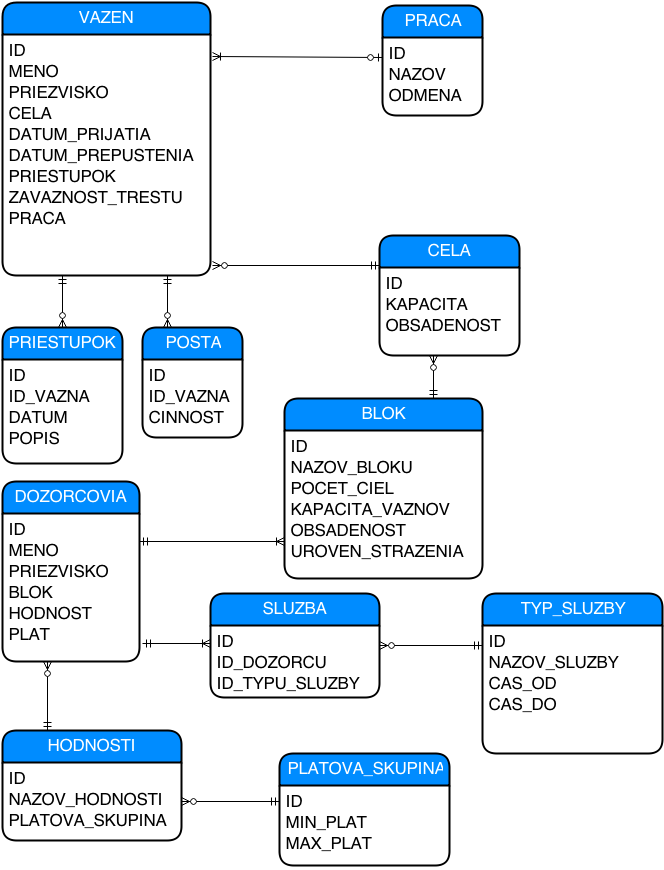 VAZEN
ID
MENO
PRIEZVISKO
CELA
DATUM_PRIJATIA
DATUM_PREPUSTENIA
PRIESTUPOK
ZAVAZNOST_TRESTU
PRACA
PRACA
ID
NAZOV
ODMENA
CELA
ID
KAPACITA
OBSADENOST
PRIESTUPOK
ID
ID_VAZNA
DATUM
POPIS
POSTA
ID
ID_VAZNA
CINNOST
BLOK
ID
NAZOV_BLOKU
POCET_CIEL
KAPACITA_VAZNOV
OBSADENOST
UROVEN_STRAZENIA
DOZORCOVIA
ID
MENO
PRIEZVISKO
BLOK
HODNOST
PLAT
SLUZBA
ID
ID_DOZORCU
ID_TYPU_SLUZBY
TYP_SLUZBY
ID
NAZOV_SLUZBY
CAS_OD
CAS_DO
HODNOSTI
ID
NAZOV_HODNOSTI
PLATOVA_SKUPINA
PLATOVA_SKUPINA
ID
MIN_PLAT
MAX_PLAT